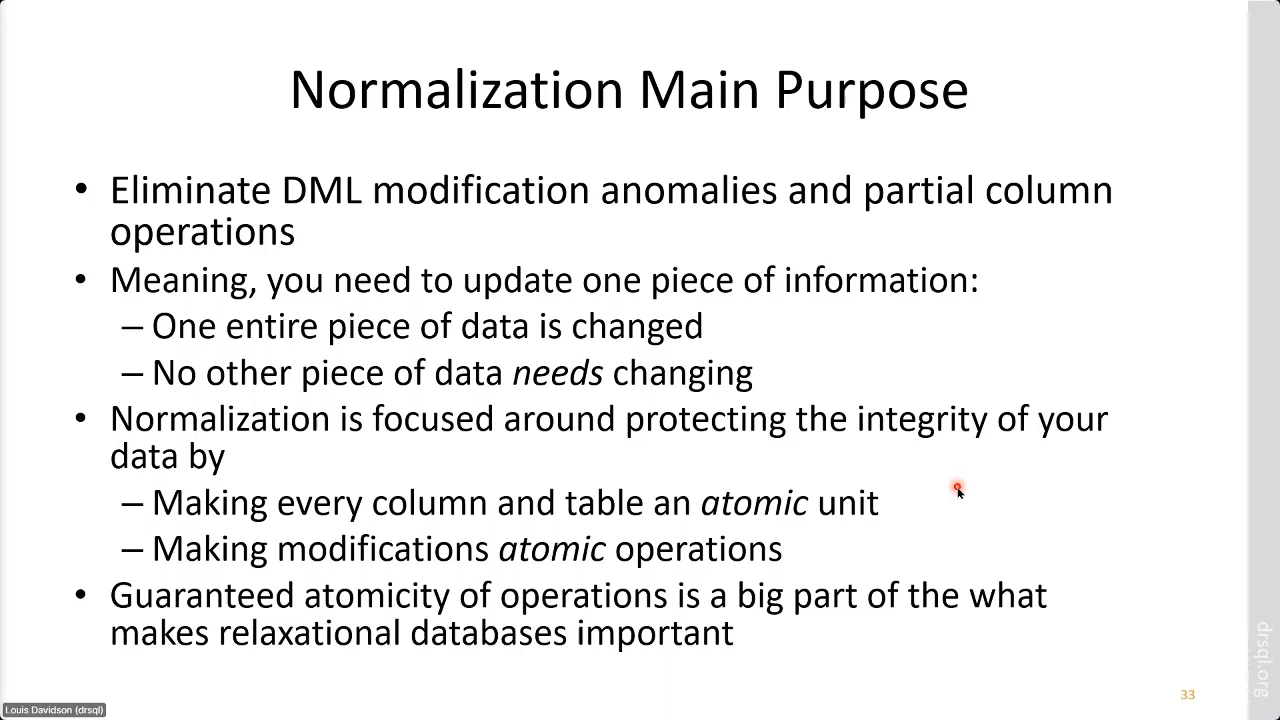 Normalization Main Purpose
• Eliminate DML modification anomalies and partial column
operations
• Meaning, you need to update one piece of information:
– One entire piece of data is changed
– No other piece of data needs changing
• Normalization is focused around protecting the integrity of your
data by
– Making every column and table an atomic unit
– Making modifications atomic operations
• Guaranteed atomicity of operations is a big part of the what
makes relaxational databases important
drsql.org
33
Louis Davidson (drsql)